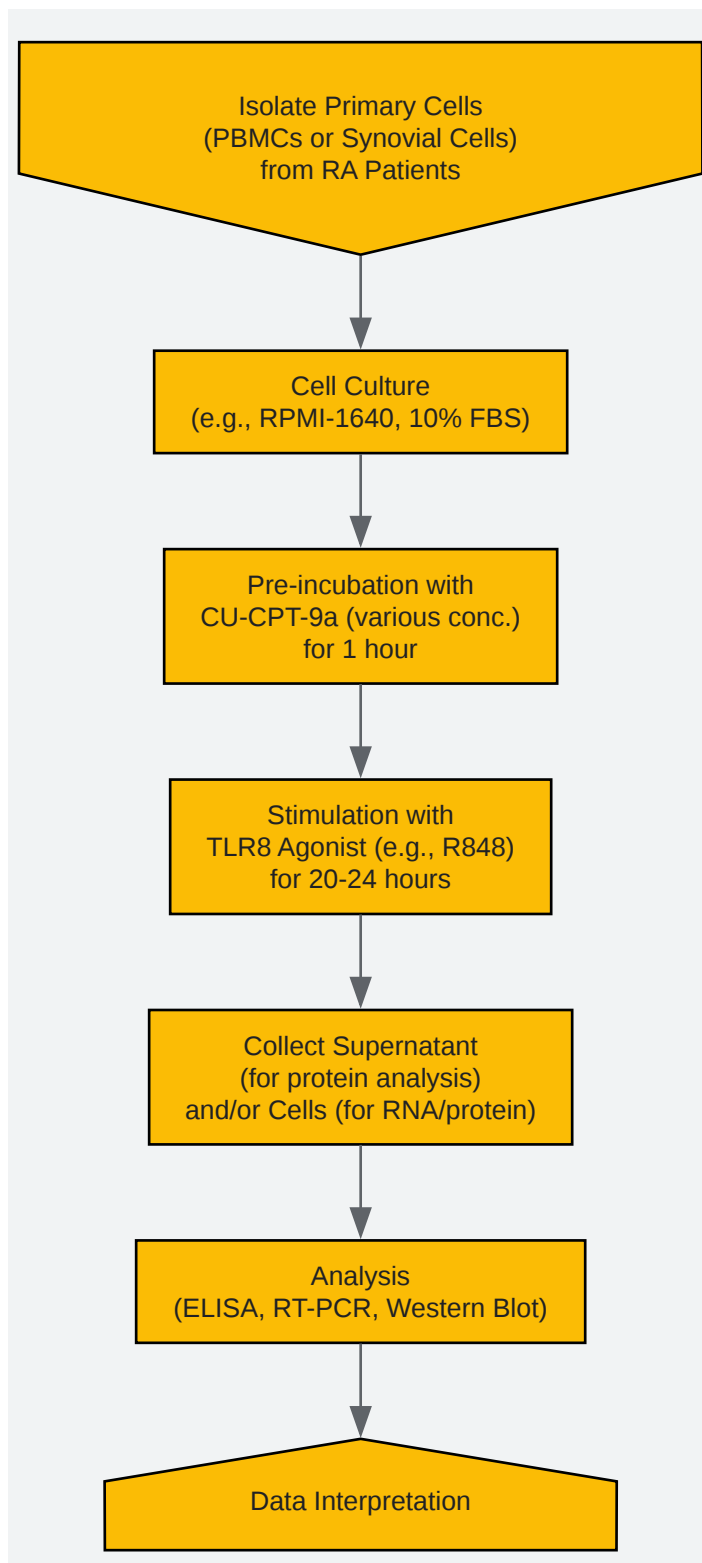 Isolate Primary Cells
(PBMCs or Synovial Cells)
from RA Patients
Cell Culture
(e.g., RPMI-1640, 10% FBS)
Pre-incubation with
CU-CPT-9a (various conc.)
for 1 hour
Stimulation with
TLR8 Agonist (e.g., R848)
for 20-24 hours
Collect Supernatant
(for protein analysis)
and/or Cells (for RNA/protein)
Analysis
(ELISA, RT-PCR, Western Blot)
Data Interpretation